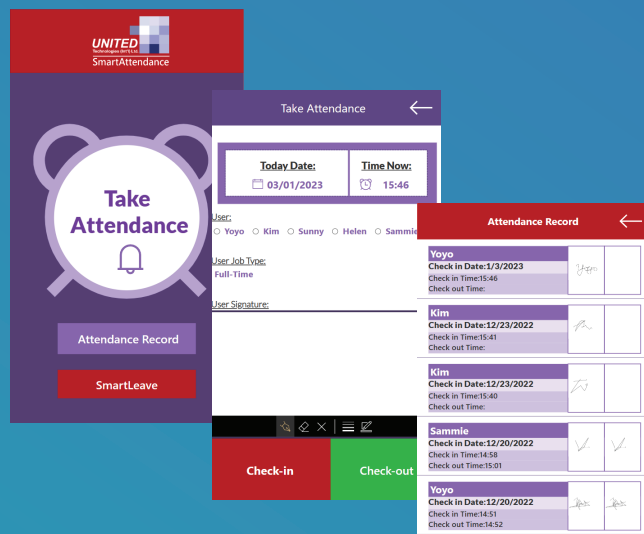 UNITED
Technologies (Int'l) Ltd.
SmartAttendance
Take
Attendance
Attendance Record
SmartLeave
Take Attendance
Today Date:
03/01/2023
Time Now:
15:46
User:
Yoyo Kim Sunny Helen Sammie
User Job Type:
Full-Time
User Signature:
Check-in
Check-out
Attendance Record
Yoyo
Check in Date:1/3/2023
Check in Time:15:46
Check out Time:
Yoyo
Kim
Check in Date:12/23/2022
Check in Time:15:41
Check out Time:
Kim
Check in Date:12/23/2022
Check in Time:15:40
Check out Time:
Sammie
Check in Date:12/20/2022
Check in Time:14:58
Check out Time:15:01
Yoyo
Check in Date:12/20/2022
Check in Time:14:51
Check out Time:14:52